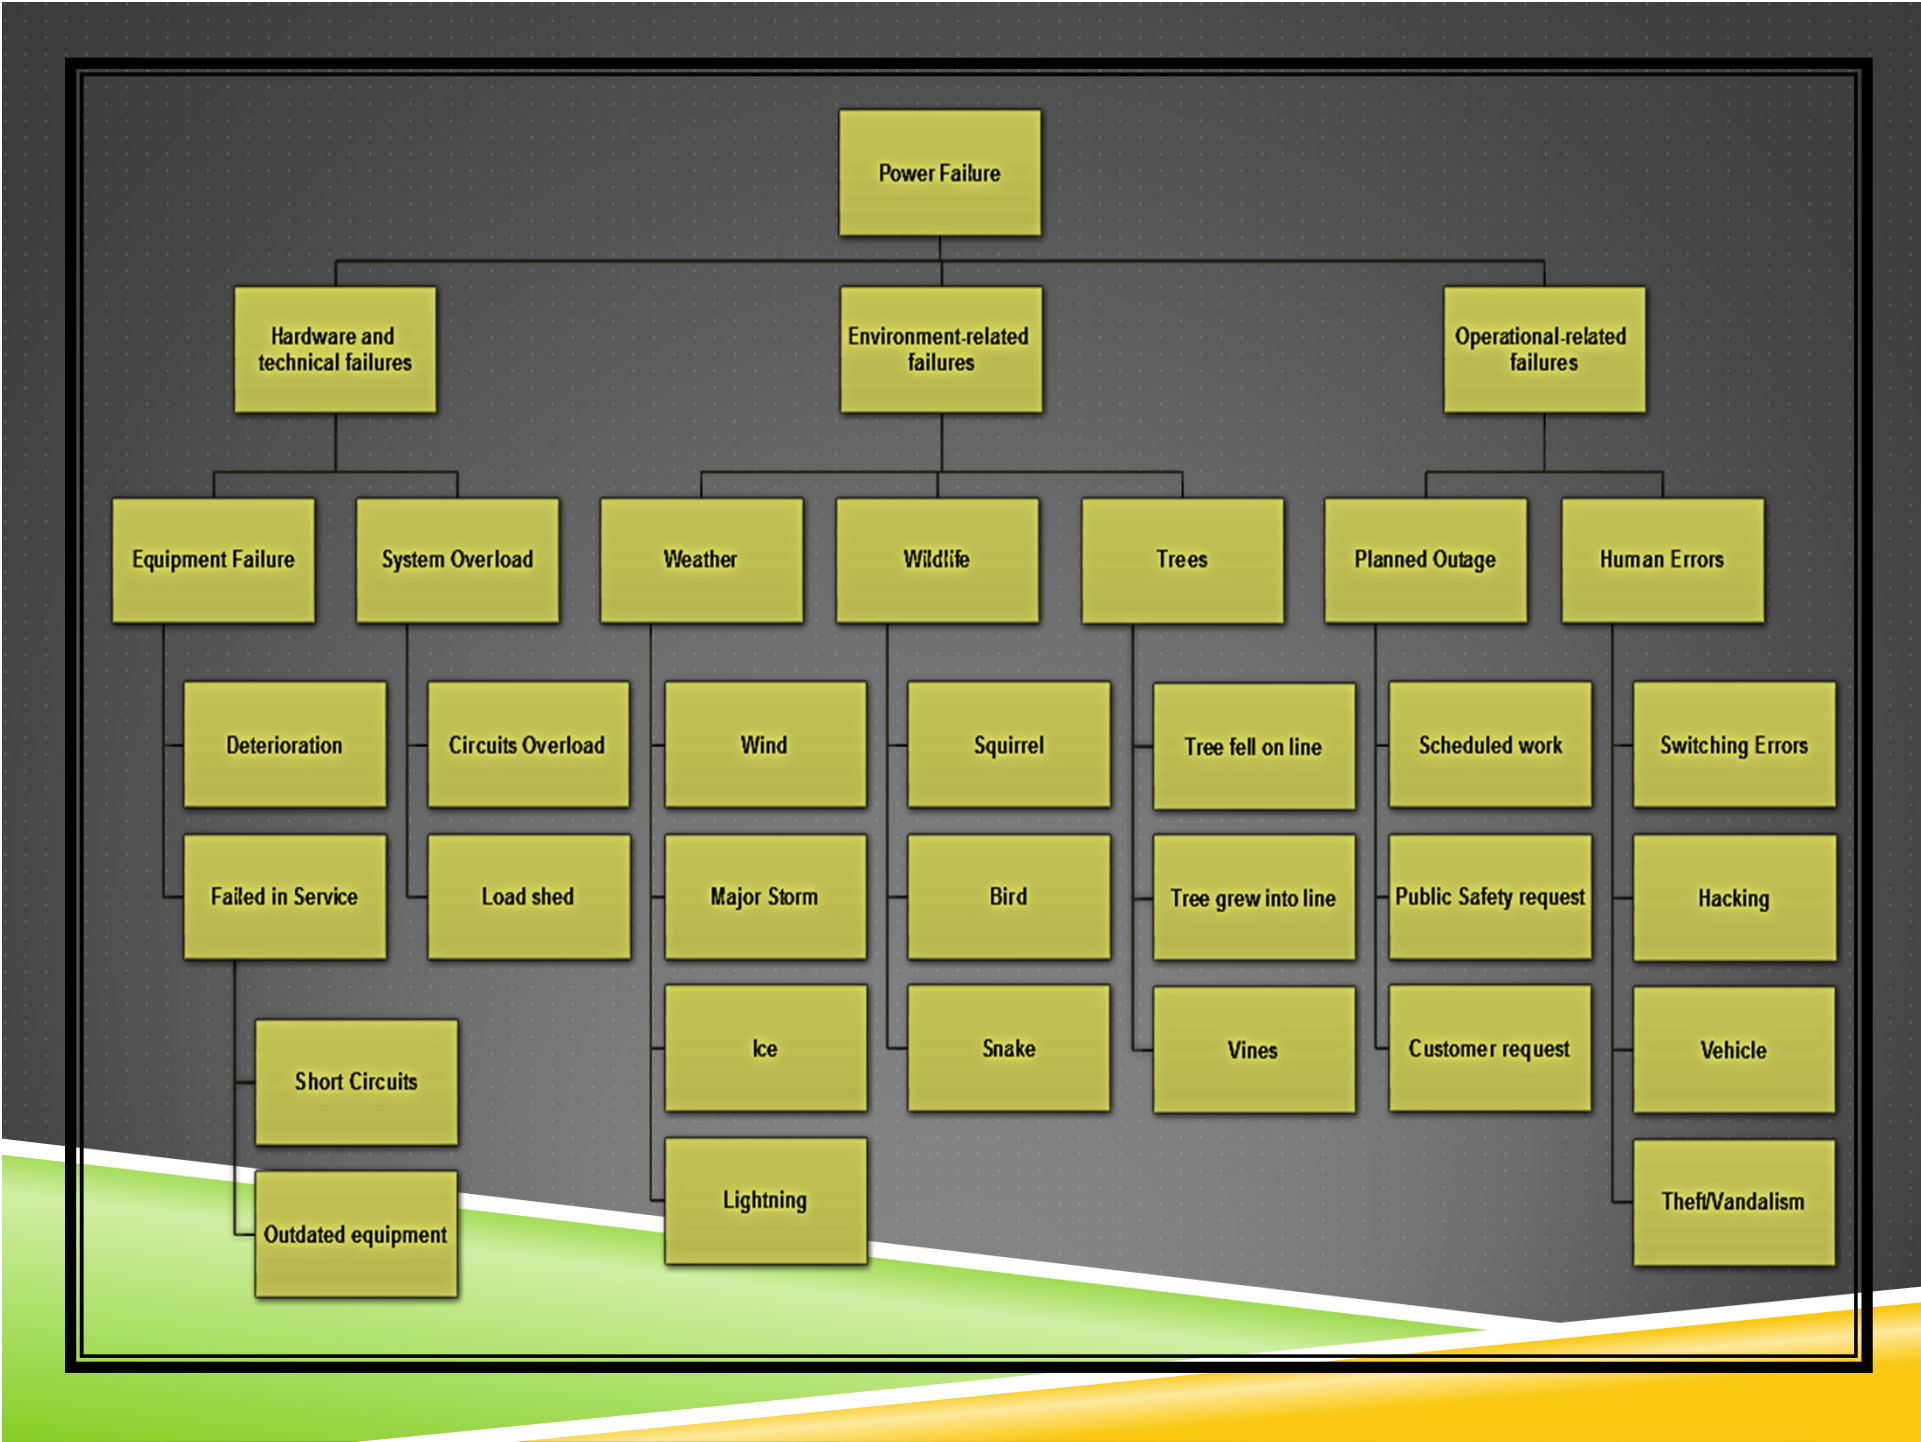 Power Failure
Hardware and
technical failures
Environment-related
failures
Operational-related
failures
Equipment Failure
System Overload
Weather
Wildlife
Trees
Planned Outage
Human Errors
Deterioration
Circuits Overload
Wind
Squirrel
Tree fell on line
Scheduled work
Switching Errors
Failed in Service
Load shed
Major Storm
Bird
Tree grew into line
Public Safety request
Hacking
Short Circuits
Ice
Snake
Vines
Customer request
Vehicle
Outdated equipment
Lightning
Theft/Vandalism